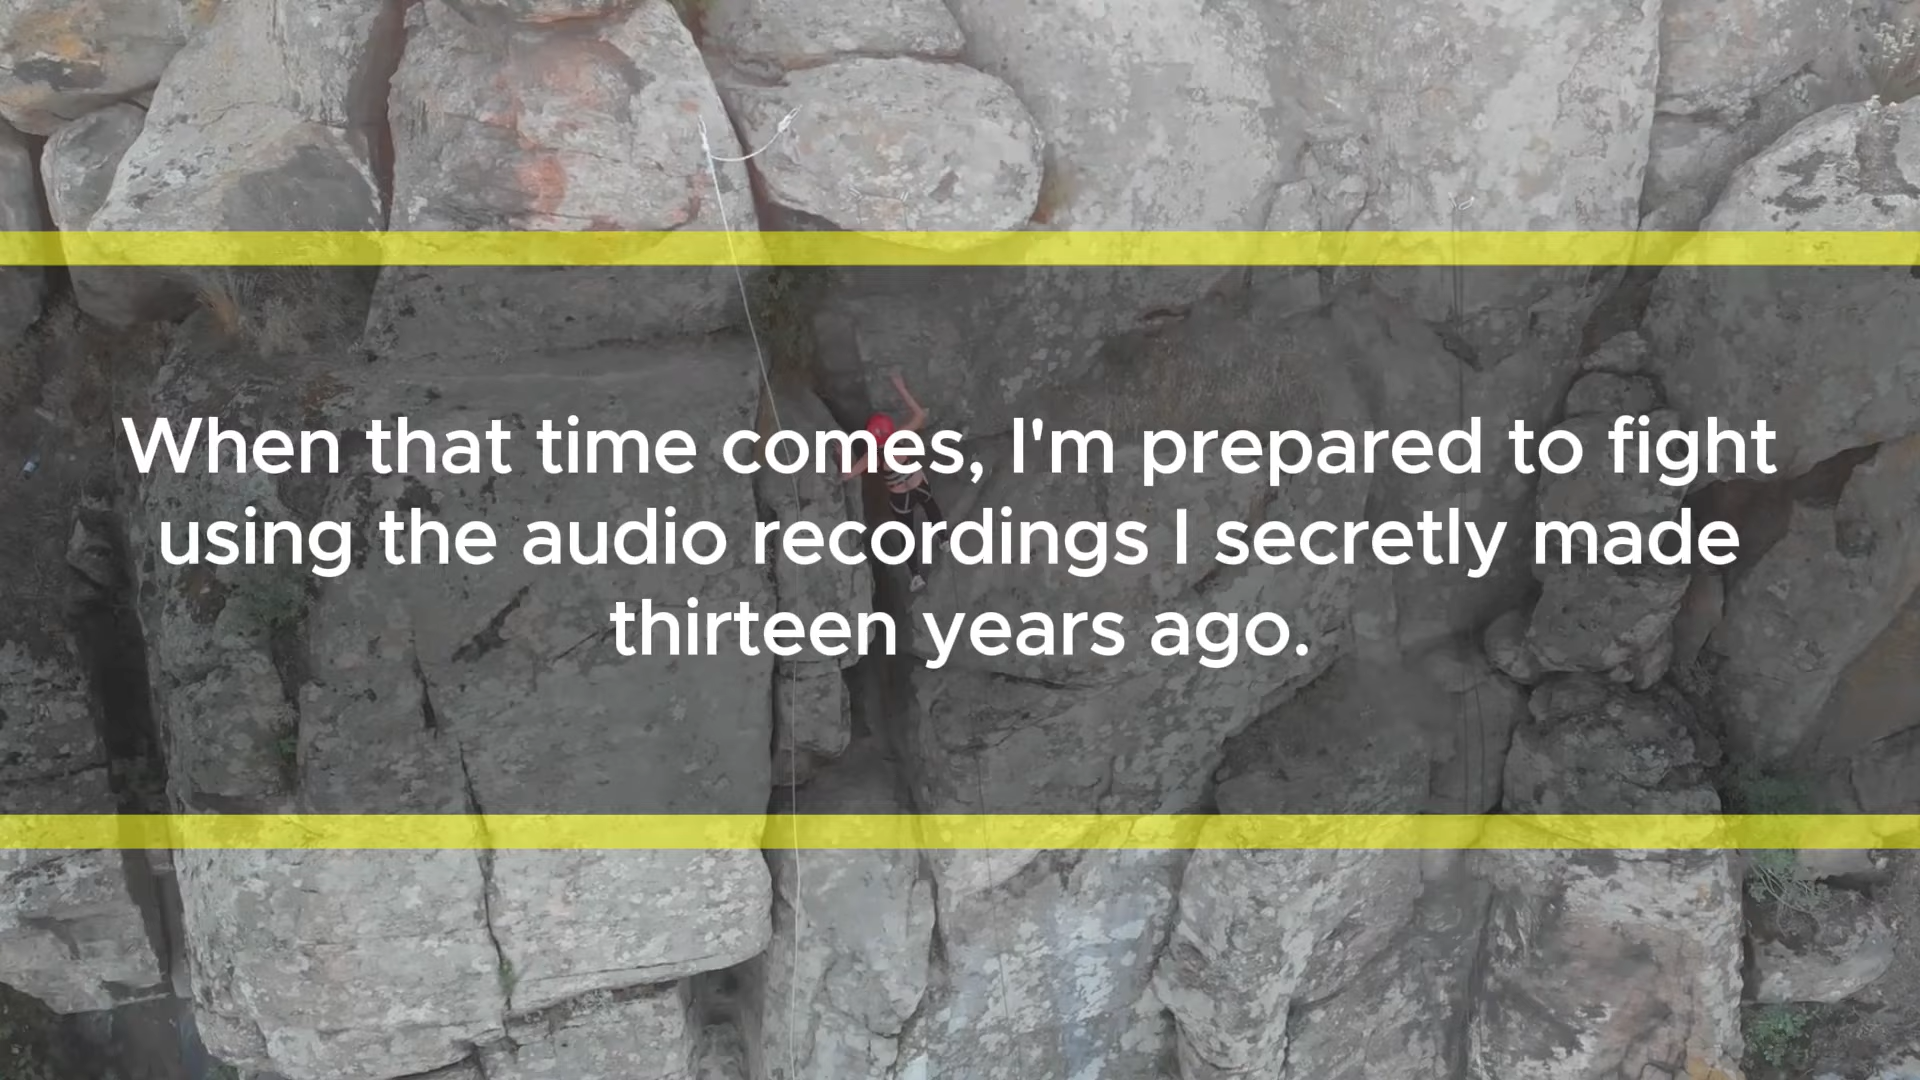 When that time comes, I'm prepared to fight
using the audio recordings I secretly made
thirteen years ago.